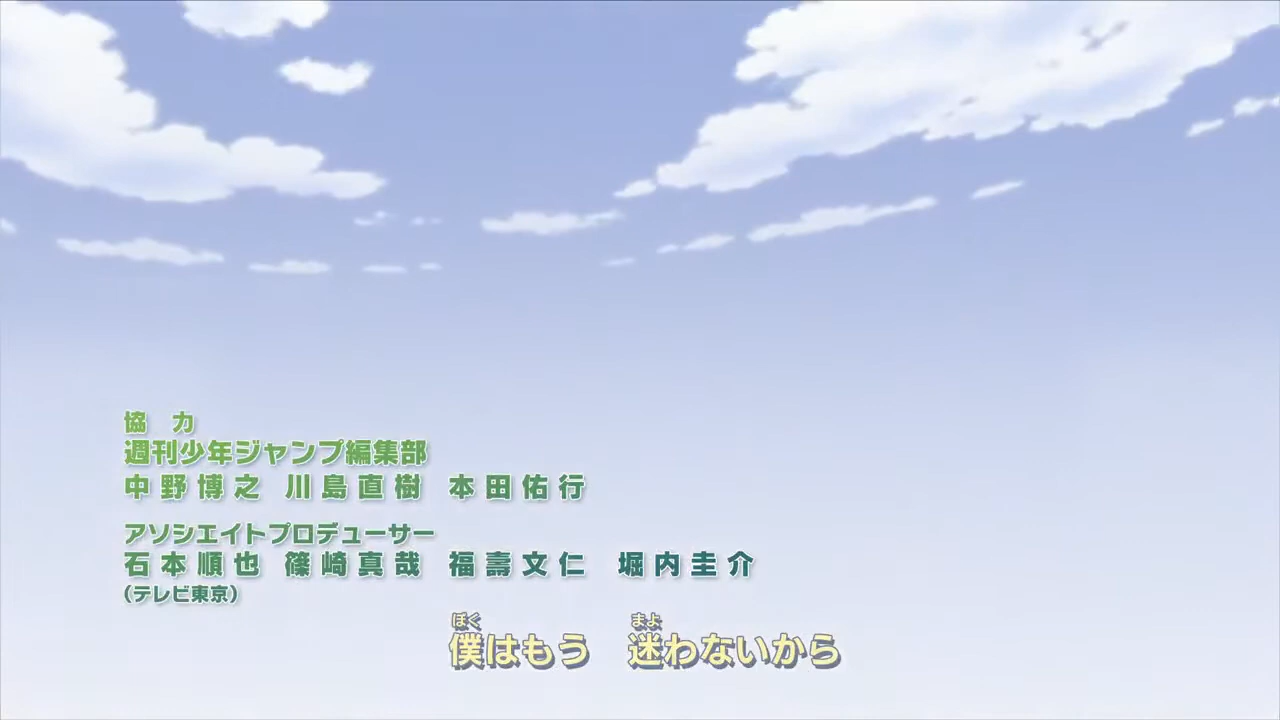 協　力
週刊少年ジャンプ編集部
中野博之　川島直樹　本田佑行
アソシエイトプロデューサー
石本順也　篠崎真哉　福壽文仁　堀内圭介
（テレビ東京）
ぼく　まよ
僕はもう　迷わないから